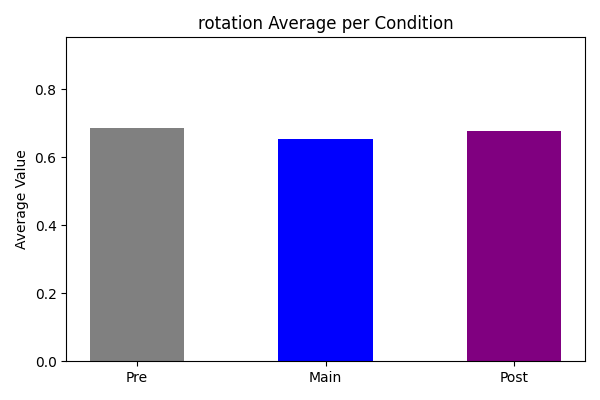 rotation Average per Condition
Average Value
0.8
0.6
0.4
0.2
0.0
Pre
Main
Post